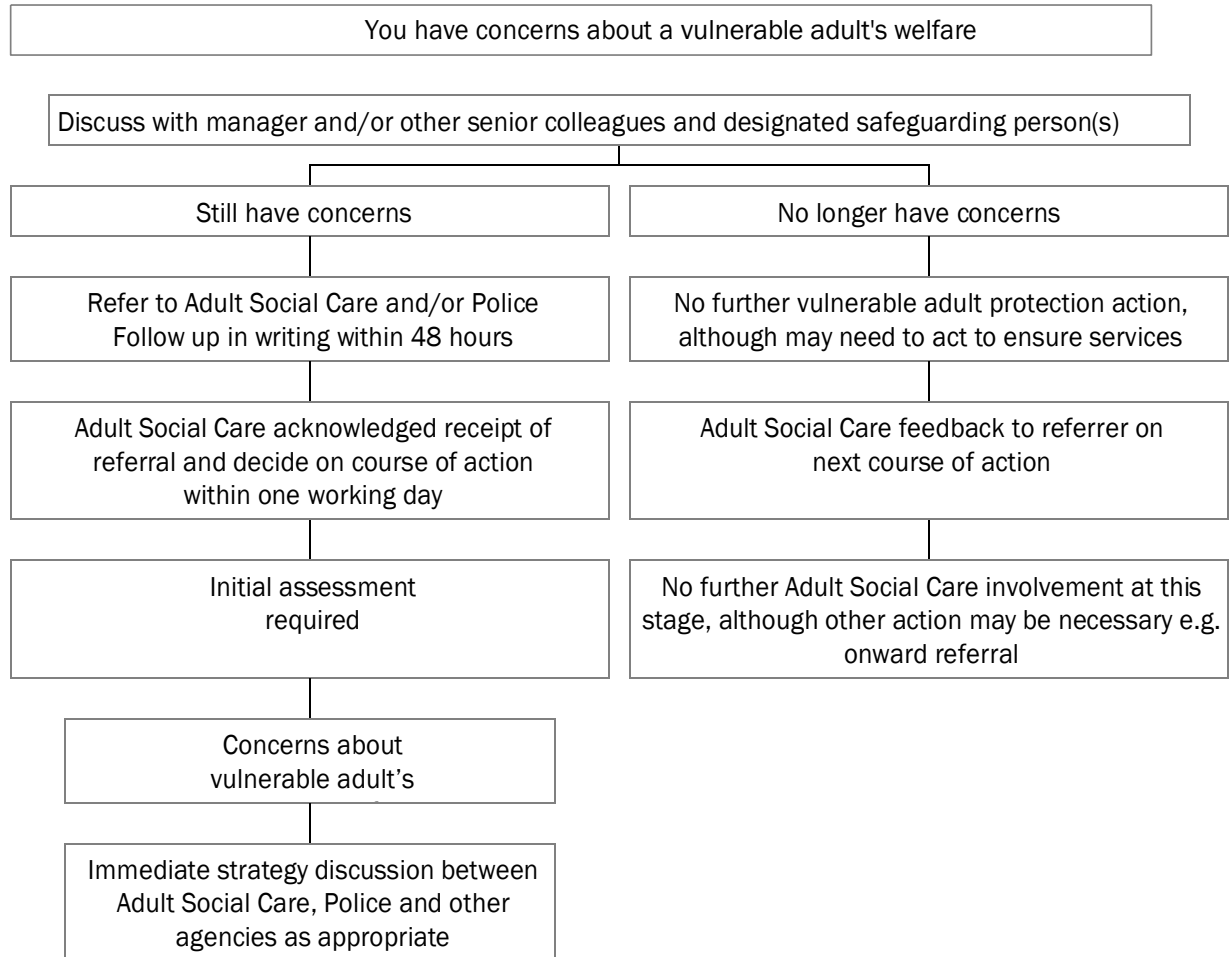 You have concerns about a vulnerable adult's welfare
Discuss with manager and/or other senior colleagues and designated safeguarding person(s)
Still have concerns
No longer have concerns
Refer to Adult Social Care and/or Police
Follow up in writing within 48 hours
No further vulnerable adult protection action,
although may need to act to ensure services
Adult Social Care acknowledged receipt of
referral and decide on course of action
within one working day
Adult Social Care feedback to referrer on
next course of action
Initial assessment
required
No further Adult Social Care involvement at this
stage, although other action may be necessary e.g.
onward referral
Concerns about
vulnerable adult’s
Immediate strategy discussion between
Adult Social Care, Police and other
agencies as appropriate